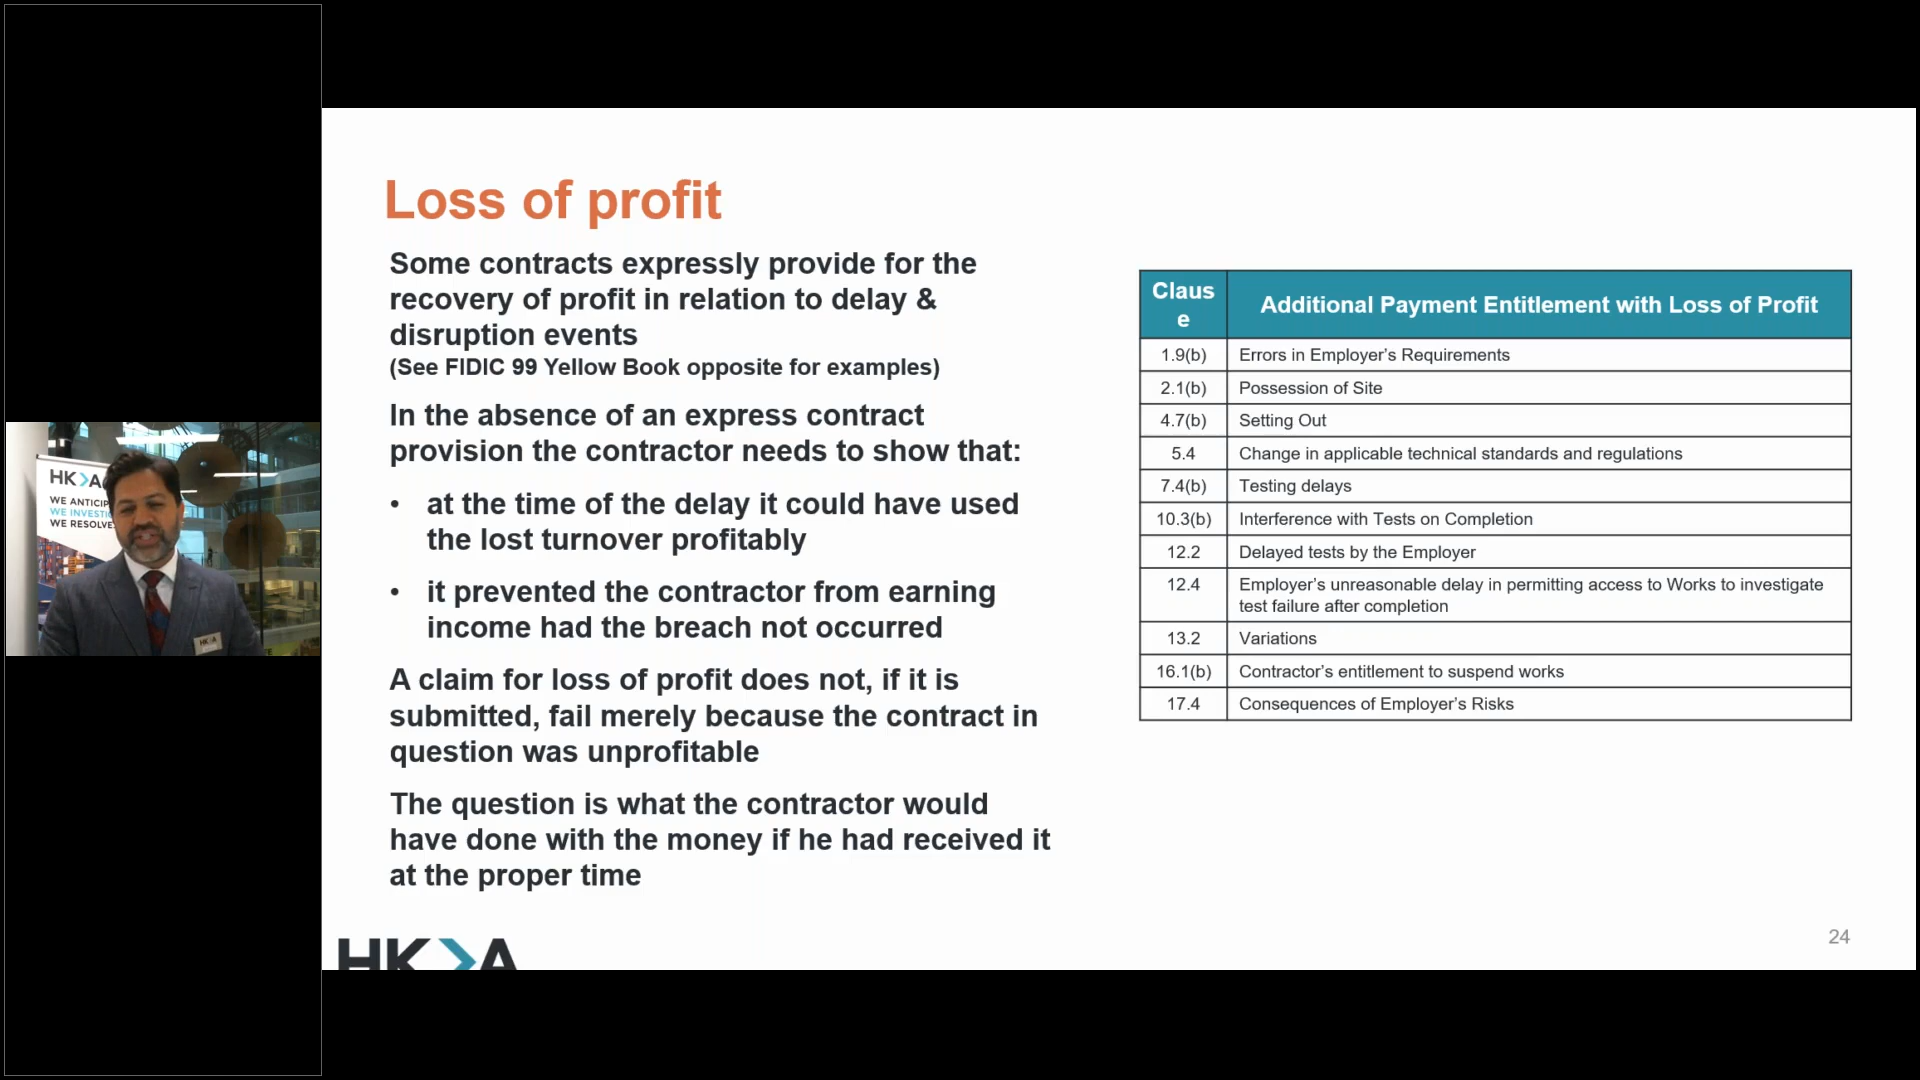 HKA
WE ANTICIP
WE INVESTI
WE RESOLVE
HKA
Loss of profit
Some contracts expressly provide for the
recovery of profit in relation to delay &
disruption events
(See FIDIC 99 Yellow Book opposite for examples)
In the absence of an express contract
provision the contractor needs to show that:
• at the time of the delay it could have used
the lost turnover profitably
• it prevented the contractor from earning
income had the breach not occurred
A claim for loss of profit does not, if it is
submitted, fail merely because the contract in
question was unprofitable
The question is what the contractor would
have done with the money if he had received it
at the proper time
Claus
e
Additional Payment Entitlement with Loss of Profit
1.9(b) Errors in Employer’s Requirements
2.1(b) Possession of Site
4.7(b) Setting Out
5.4 Change in applicable technical standards and regulations
7.4(b) Testing delays
10.3(b) Interference with Tests on Completion
12.2 Delayed tests by the Employer
12.4 Employer’s unreasonable delay in permitting access to Works to investigate
test failure after completion
13.2 Variations
16.1(b) Contractor’s entitlement to suspend works
17.4 Consequences of Employer’s Risks
HKA
24